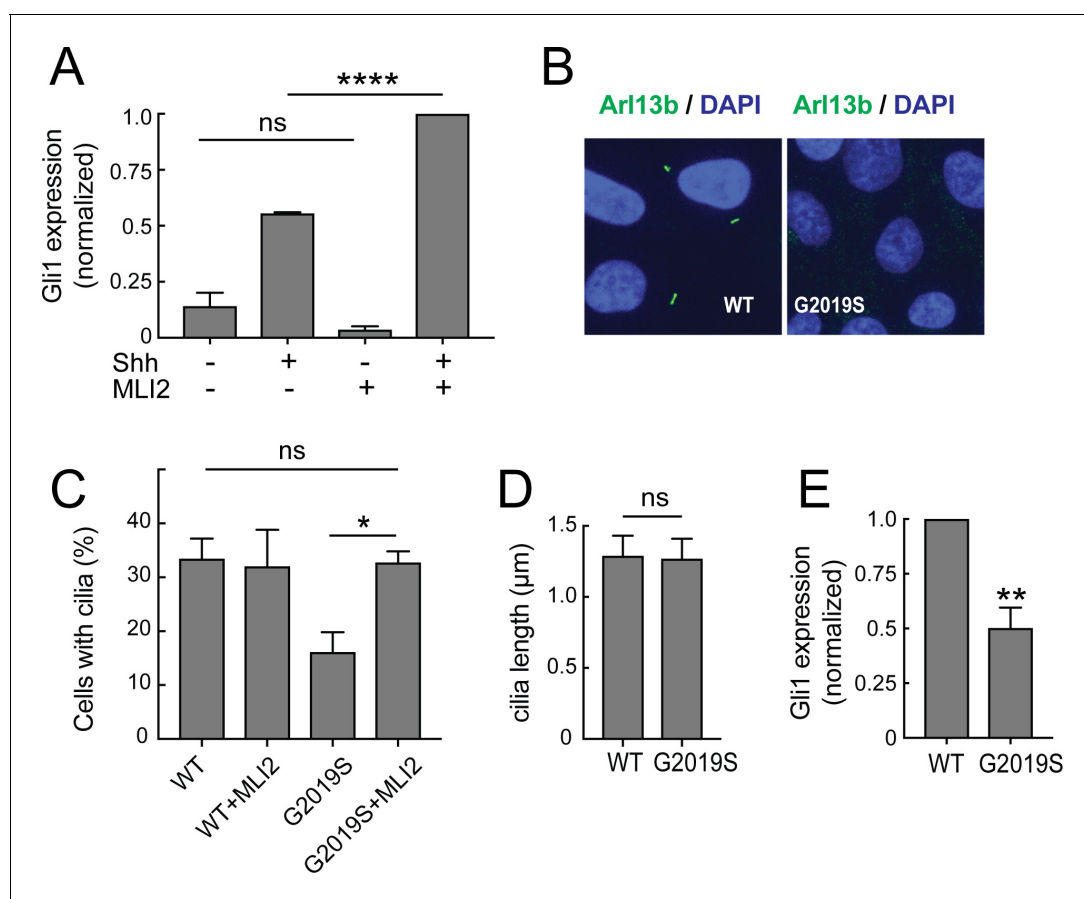 A
****
ns
1.0
0.75
0.5
0.25
0
Gli1 expression
(normalized)
Shh - + - +
MLI2 - - + +
B
Arl13b / DAPI Arl13b / DAPI
WT
G2019S
C
ns
*
40
30
20
10
0
Cells with cilia (%)
WT
WT+MLI2
G2019S
G2019S+MLI2
D
ns
1.5
1.0
0.5
0
cilia length (µm)
WT G2019S
E
**
1.0
0.75
0.5
0.25
0
Gli1 expression
(normalized)
WT G2019S